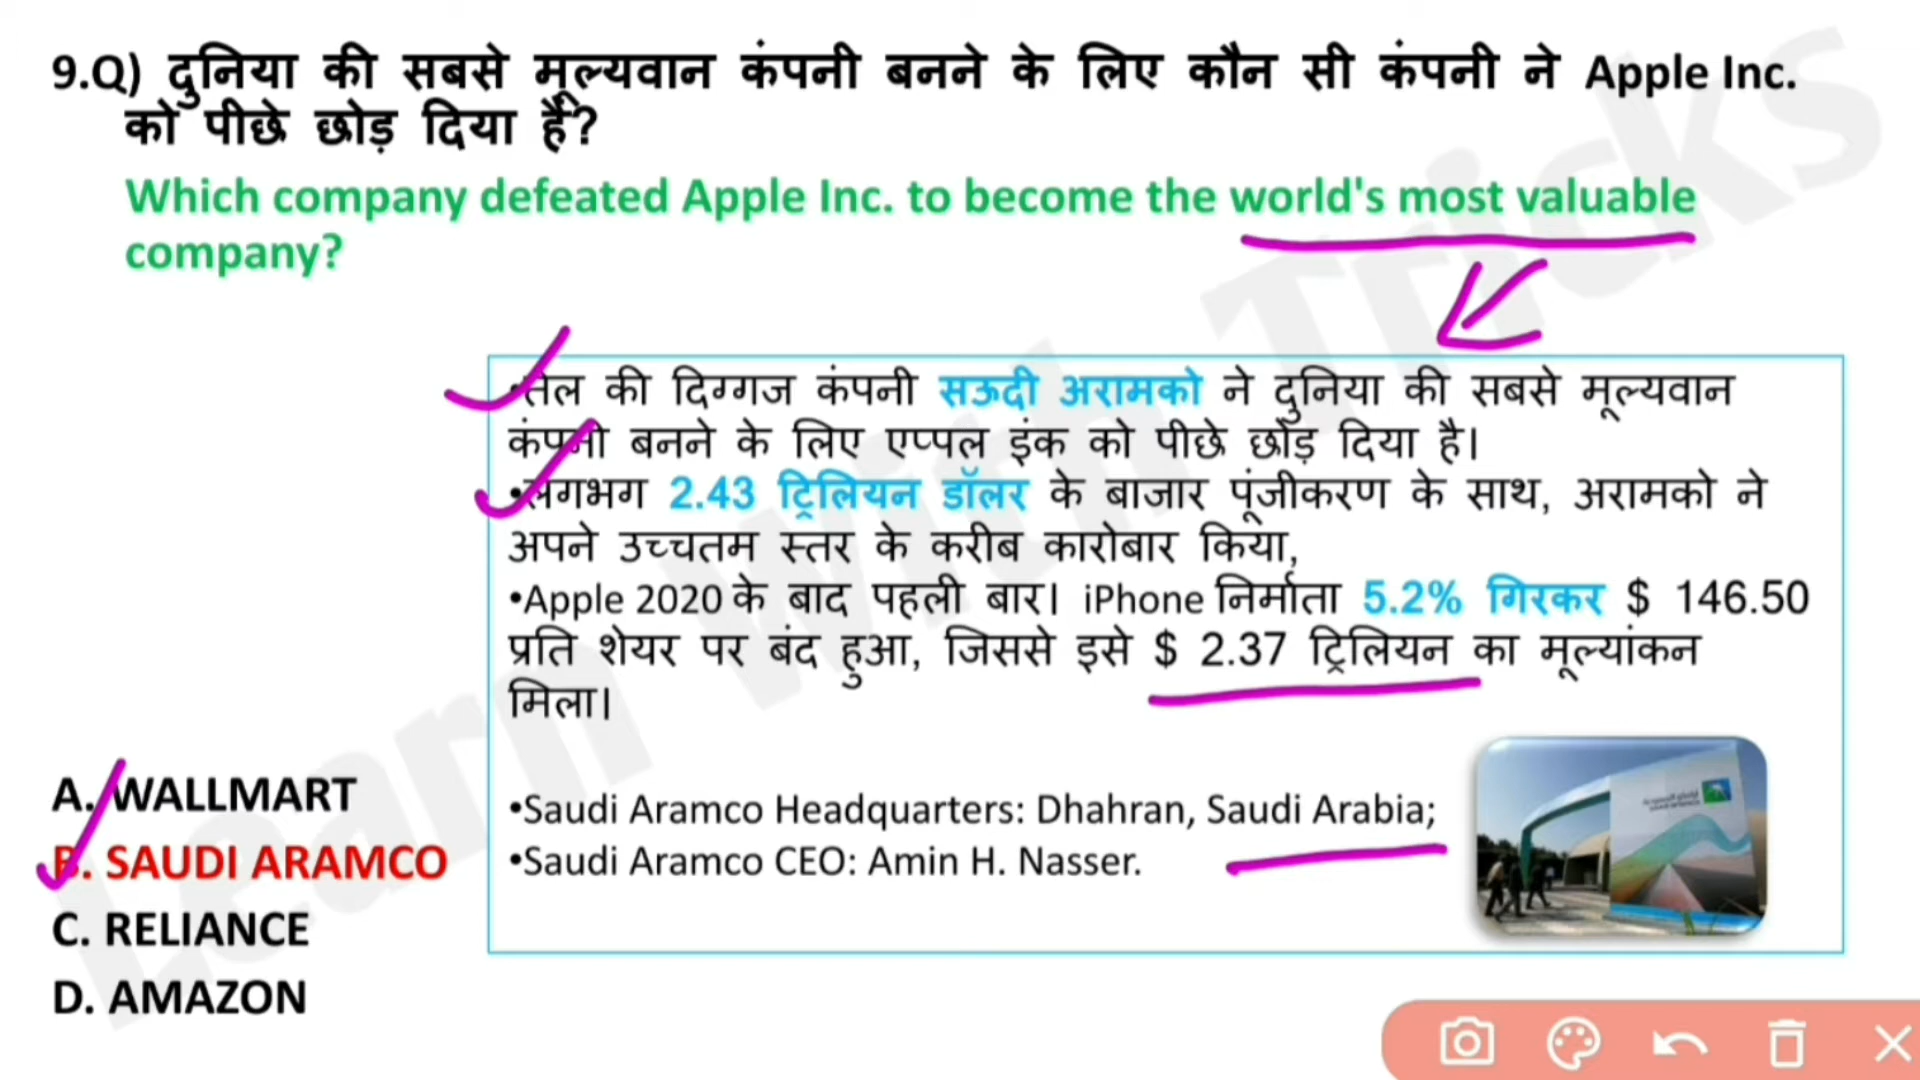 9.Q) दुनिया की सबसे मूल्यवान कंपनी बनने के लिए कौन सी कंपनी ने Apple Inc.
को पीछे छोड़ दिया है?
Which company defeated Apple Inc. to become the world's most valuable
company?
•तेल की दिग्गज कंपनी सऊदी अरामको ने दुनिया की सबसे मूल्यवान
कंपनी बनने के लिए एप्पल इंक को पीछे छोड़ दिया है।
•लगभग 2.43 ट्रिलियन डॉलर के बाजार पूंजीकरण के साथ, अरामको ने
अपने उच्चतम स्तर के करीब कारोबार किया,
•Apple 2020 के बाद पहली बार। iPhone निर्माता 5.2% गिरकर $ 146.50
प्रति शेयर पर बंद हुआ, जिससे इसे $ 2.37 ट्रिलियन का मूल्यांकन
मिला।
•Saudi Aramco Headquarters: Dhahran, Saudi Arabia;
•Saudi Aramco CEO: Amin H. Nasser.
A. WALLMART
B. SAUDI ARAMCO
C. RELIANCE
D. AMAZON
Learn With Tricks